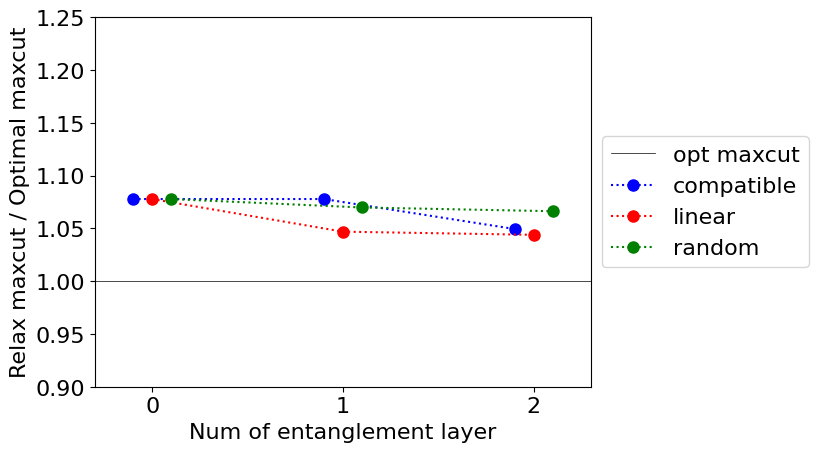 Relax maxcut / Optimal maxcut
1.25
1.20
1.15
1.10
1.05
1.00
0.95
0.90
0
1
2
Num of entanglement layer
opt maxcut
compatible
linear
random